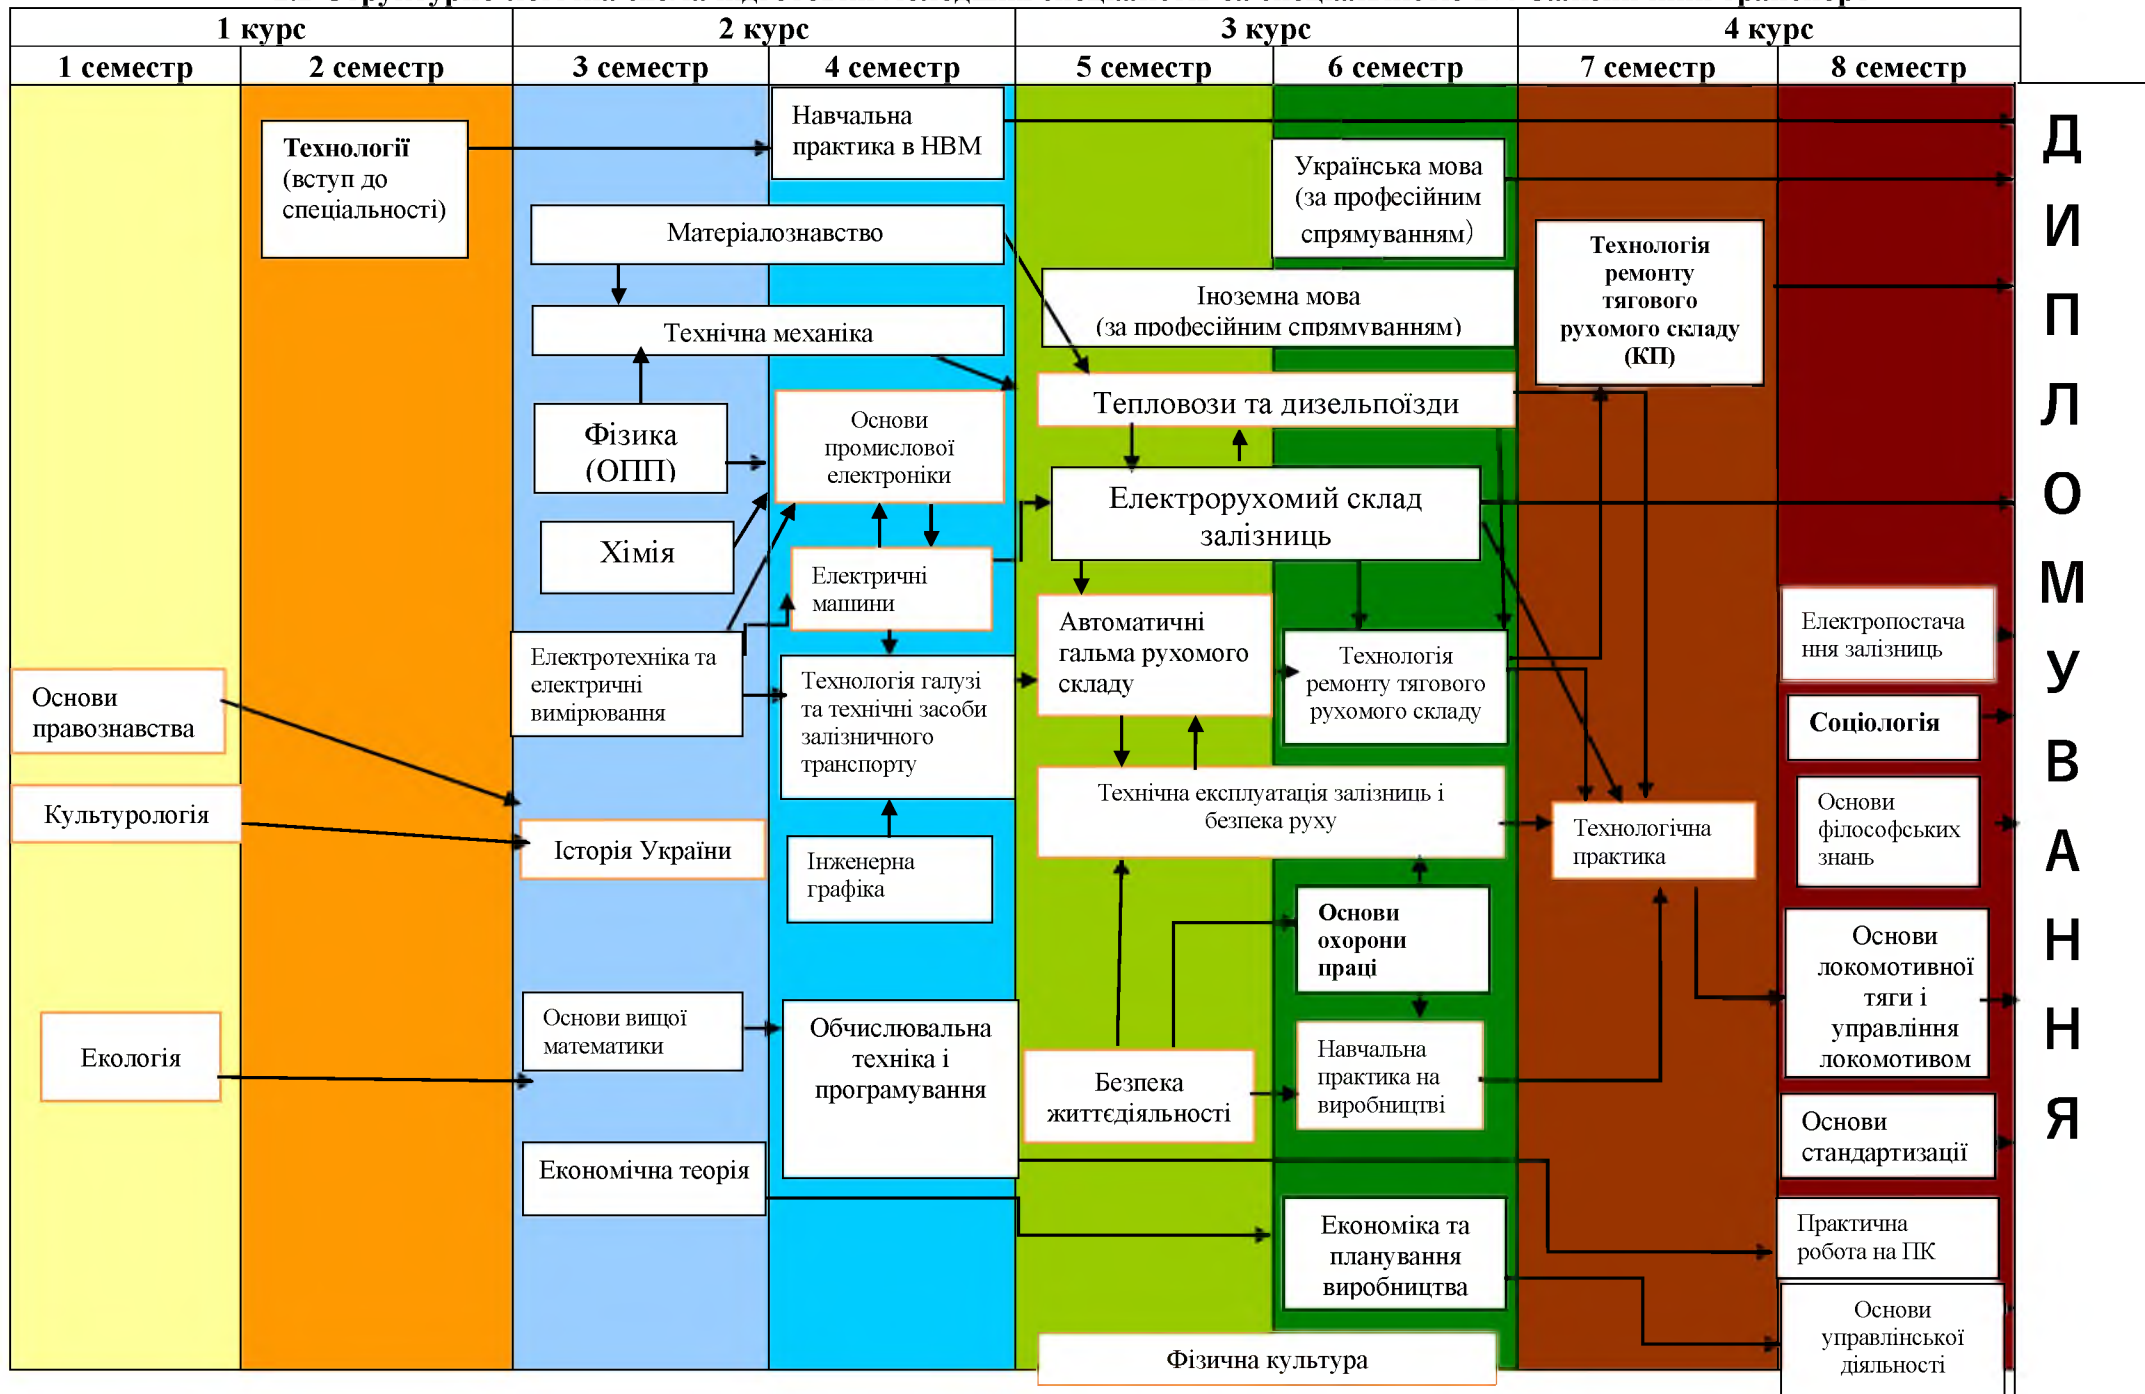 1 курс
2 курс
3 курс
4 курс
1 семестр
2 семестр
3 семестр
4 семестр
5 семестр
6 семестр
7 семестр
8 семестр
Основи
правознавства
Культурологія
Екологія
Технології
(вступ до
спеціальності)
Матеріалознавство
Технічна механіка
Фізика
(ОПП)
Хімія
Електротехніка та
електричні
вимірювання
Історія України
Основи вищої
математики
Економічна теорія
Навчальна
практика в НВМ
Основи
промислової
електроніки
Електричні
машини
Технологія галузі
та технічні засоби
залізничного
транспорту
Інженерна
графіка
Обчислювальна
техніка і
програмування
Українська мова
(за професійним
спрямуванням)
Іноземна мова
(за професійним спрямуванням)
Тепловози та дизельпоїзди
Електрорухомий склад
залізниць
Автоматичні
гальма рухомого
складу
Технологія
ремонту тягового
рухомого складу
Технічна експлуатація залізниць і
безпека руху
Основи
охорони
праці
Безпека
життєдіяльності
Навчальна
практика на
виробництві
Економіка та
планування
виробництва
Фізична культура
Технологія
ремонту
тягового
рухомого складу
(КП)
Технологічна
практика
Електропостача
ння залізниць
Соціологія
Основи
філософських
знань
Основи
локомотивної
тяги і
управління
локомотивом
Основи
стандартизації
Практична
робота на ПК
Основи
управлінської
діяльності
Д
И
П
Л
О
М
У
В
А
Н
Н
Я